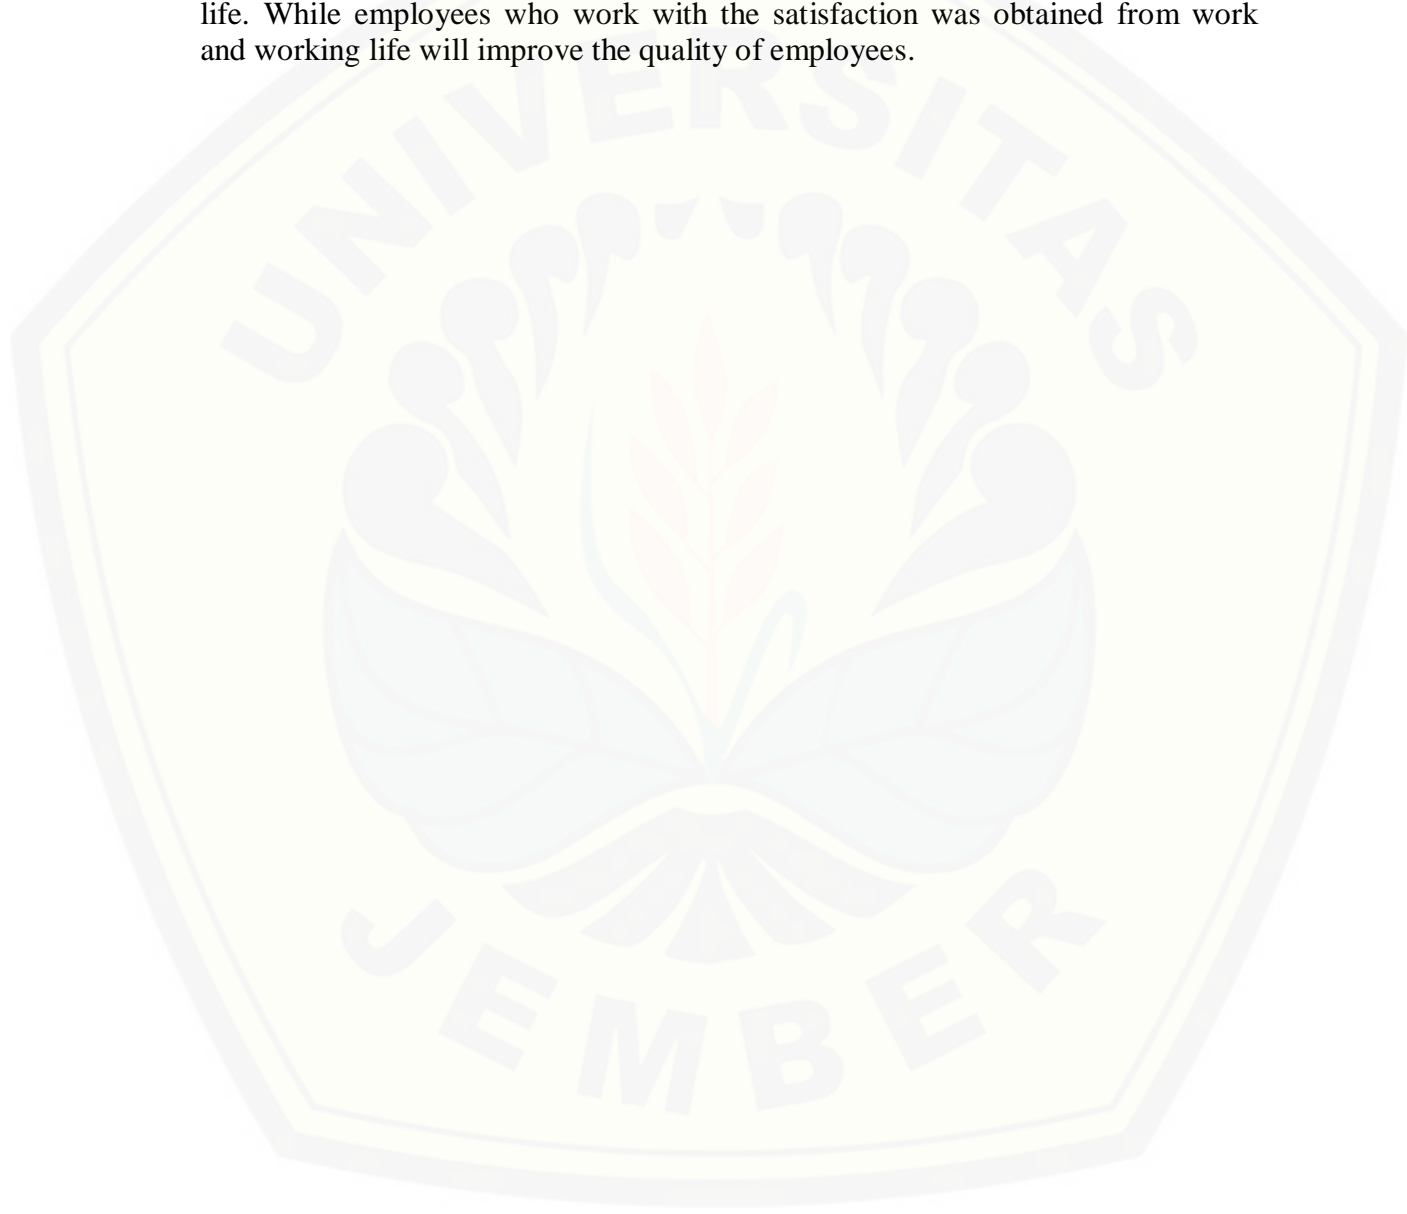 life. While employees who work with the satisfaction was obtained from work
and working life will improve the quality of employees.
UNIVERSITAS
JEMBER